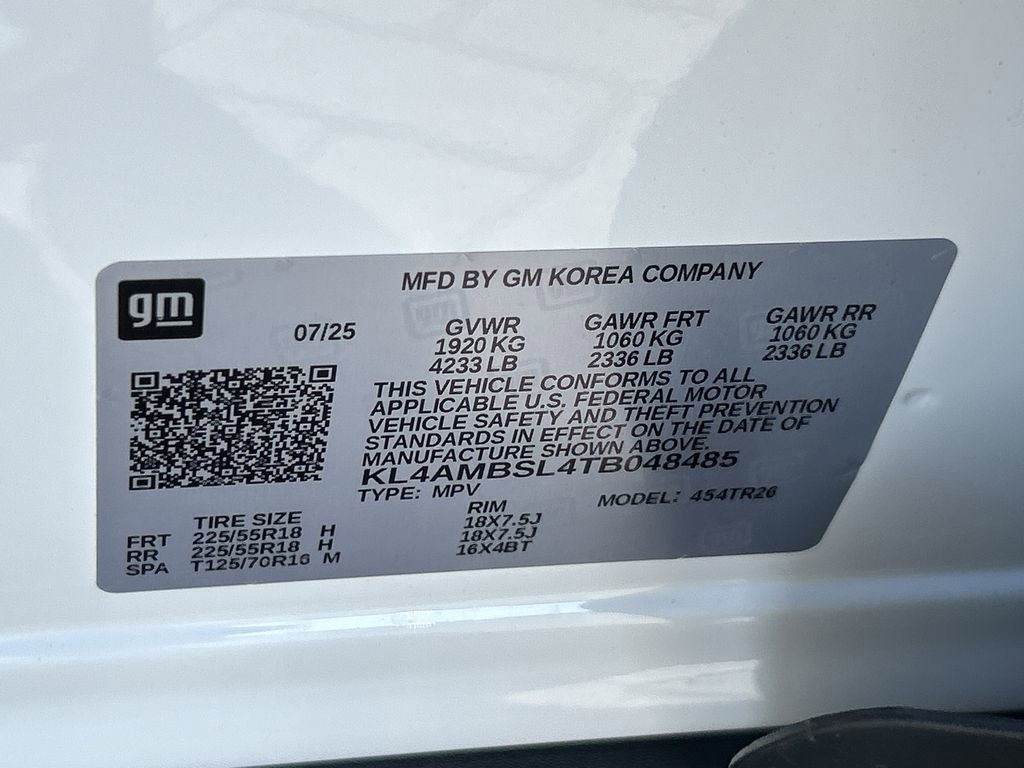 gm
MFD BY GM KOREA COMPANY
07/25
GVWR GAWR FRT GAWR RR
1920 KG 1060 KG 1060 KG
4233 LB 2336 LB 2336 LB
THIS VEHICLE CONFORMS TO ALL
APPLICABLE U.S. FEDERAL MOTOR
VEHICLE SAFETY AND THEFT PREVENTION
STANDARDS IN EFFECT ON THE DATE OF
MANUFACTURE SHOWN ABOVE.
KL4AMBSL4TB048485
TYPE: MPV MODEL: 454TR26
TIRE SIZE RIM
FRT 225/55R18 H 18X7.5J
RR 225/55R18 H 18X7.5J
SPA T125/70R16 M 16X4BT